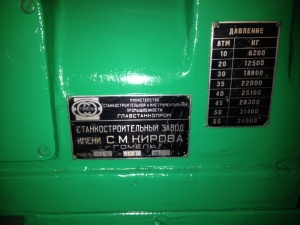 МИНИСТЕРСТВО
СТАНКОСТРОИТЕЛЬНОЙ И ИНСТРУМЕНТАЛЬНОЙ
ПРОМЫШЛЕННОСТИ
ГЛАВСТАНКОПРОМ
СТАНКОСТРОИТЕЛЬНЫЙ ЗАВОД
ИМЕНИ С.М.КИРОВА
ГОМЕЛЬ
ДАВЛЕНИЕ
АТМ КГ
10 6200
20 12500
30 18800
35 22000
40 25100
45 28300
50 31400
55 34500